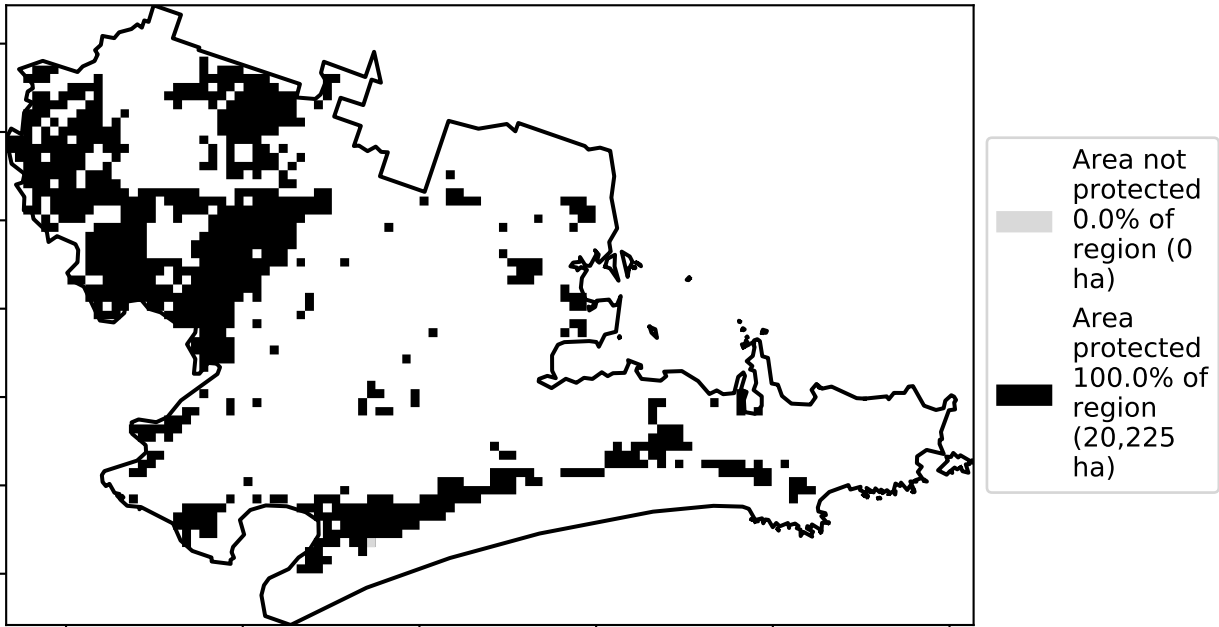 Area not
protected
0.0% of
region (0
ha)
Area
protected
100.0% of
region
(20,225
ha)